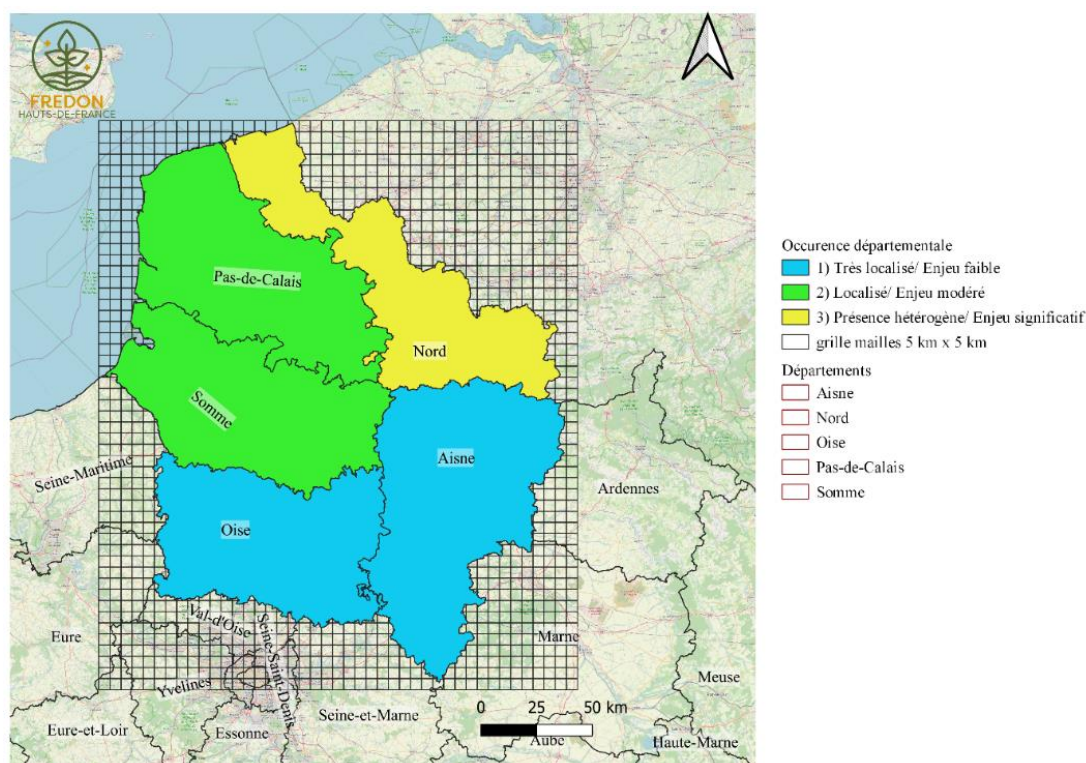 FREDON
HAUTS-DE-FRANCE
Pas-de-Calais
Nord
Somme
Aisne
Oise
Seine-Maritime
Ardennes
Eure
Val-d'Oise
Seine-Saint-Denis
Marne
Yvelines
Meuse
Eure-et-Loir
Essonne
Seine-et-Marne
Aube
Haute-Marne
0 25 50 km
Occurence départementale
1) Très localisé/ Enjeu faible
2) Localisé/ Enjeu modéré
3) Présence hétérogène/ Enjeu significatif
grille mailles 5 km x 5 km
Départements
Aisne
Nord
Oise
Pas-de-Calais
Somme